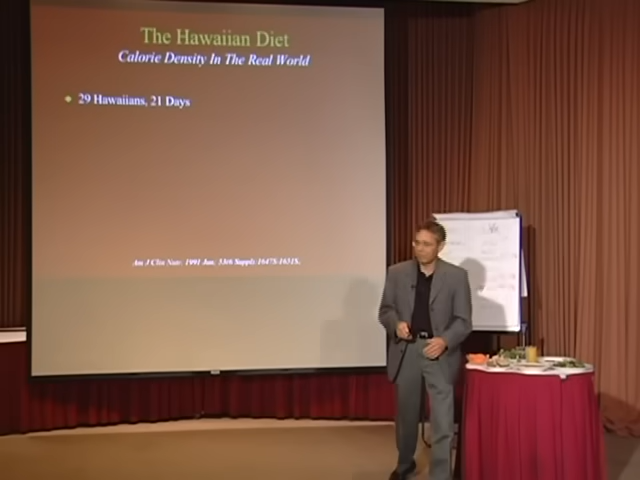 The Hawaiian Diet
Calorie Density In The Real World
29 Hawaiians, 21 Days
Am J Clin Nutr. 1991 Jun; 53(6 Suppl): 1647S-1651S.